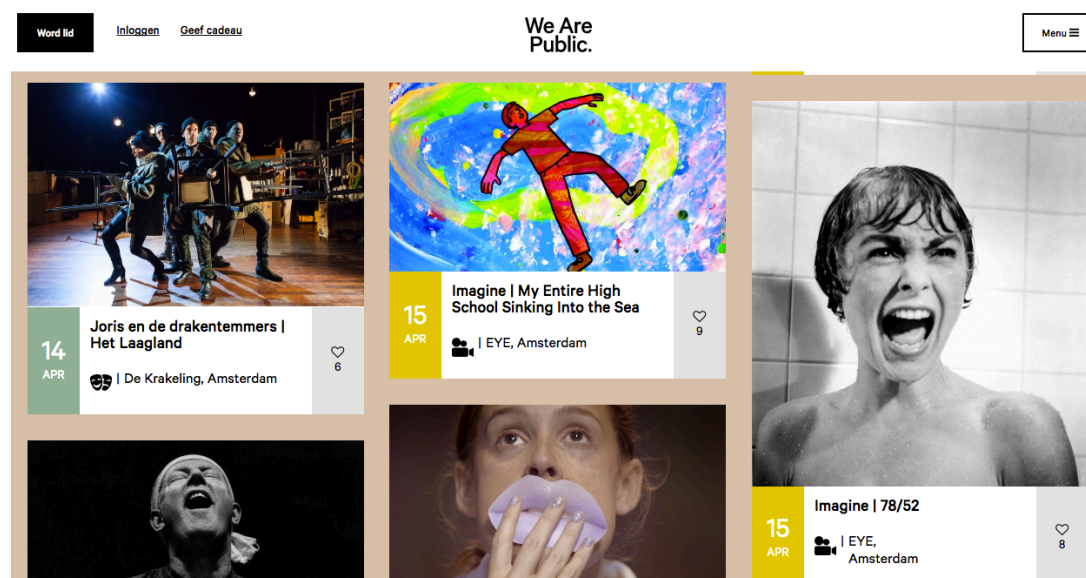 Word lid
Inloggen
Geef cadeau
We Are
Public.
Menu
14
APR
Joris en de drakentemmers |
Het Laagland
| De Krakeling, Amsterdam
6
15
APR
Imagine | My Entire High
School Sinking Into the Sea
| EYE, Amsterdam
9
15
APR
Imagine | 78/52
| EYE,
Amsterdam
8